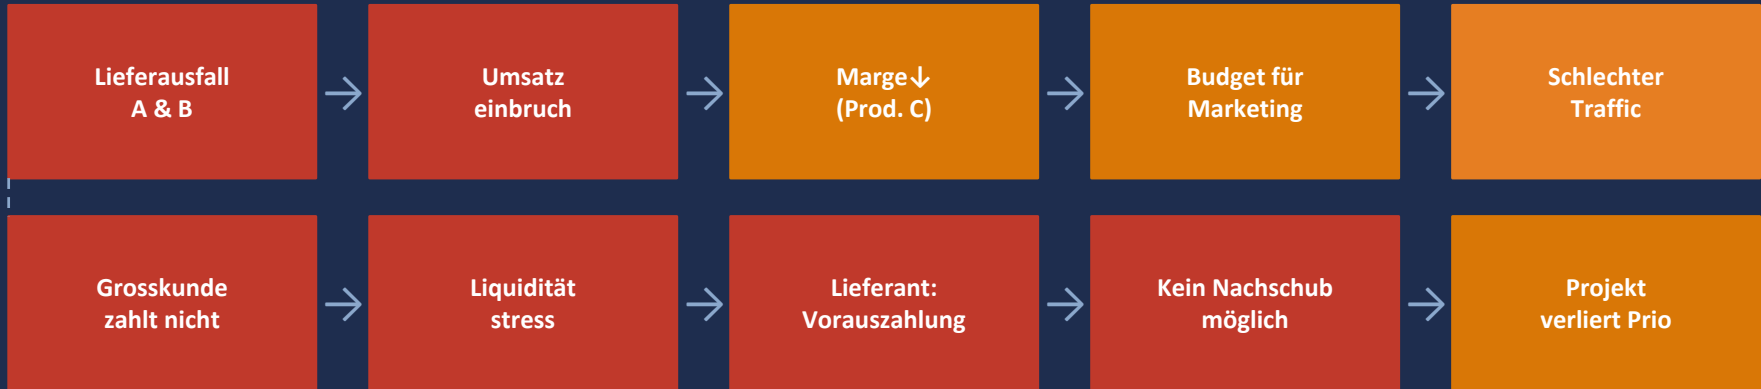 Lieferausfall
A & B
Umsatz
einbruch
Marge↓
(Prod. C)
Budget für
Marketing
Schlechter
Traffic
Grosskunde
zahlt nicht
Liquidität
stress
Lieferant:
Vorauszahlung
Kein Nachschub
möglich
Projekt
verliert Prio